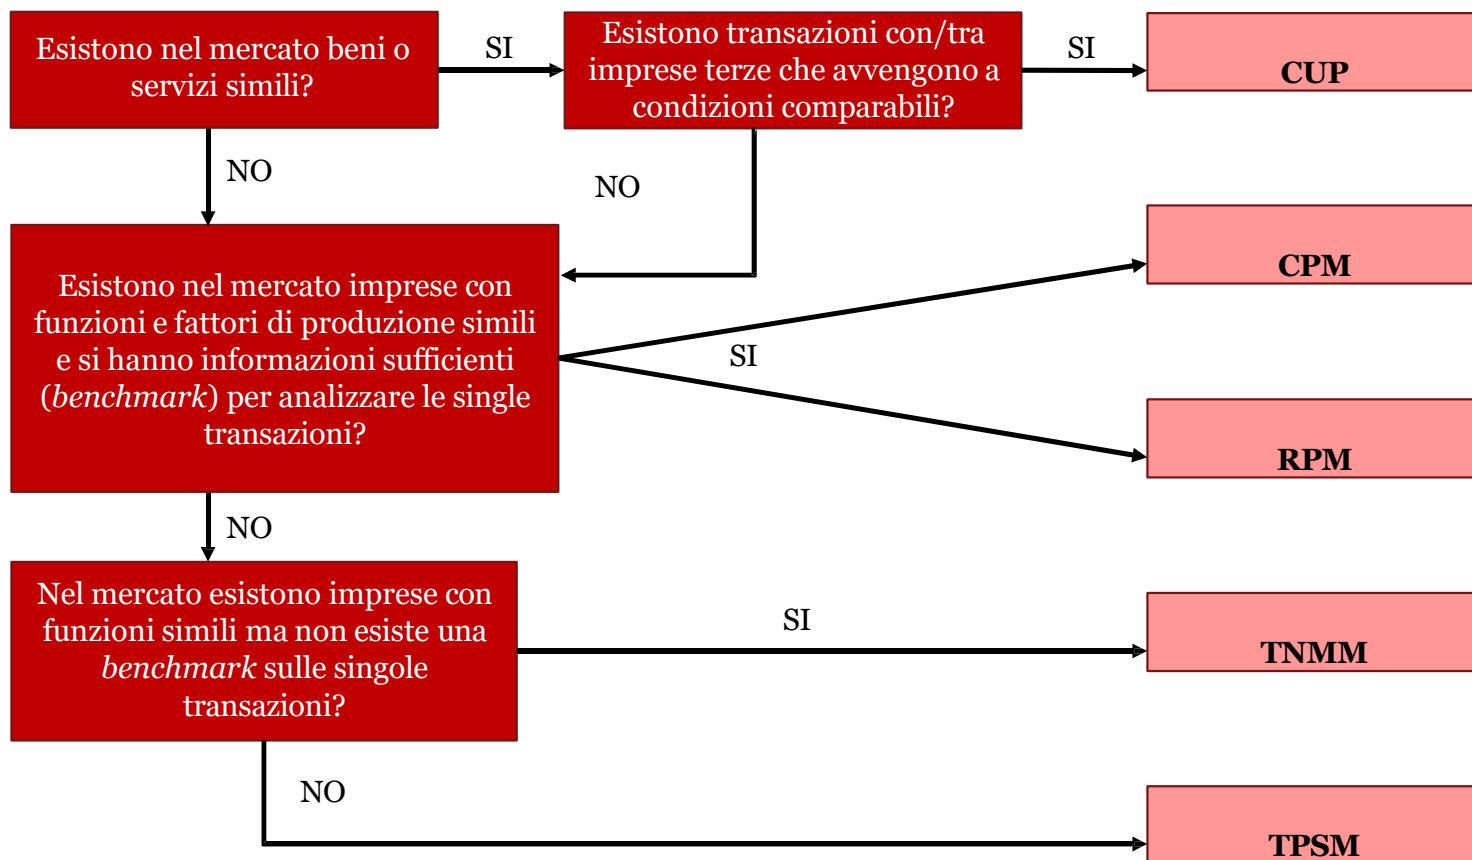 Esistono nel mercato beni o
servizi simili?
SI
Esistono transazioni con/tra
imprese terze che avvengono a
condizioni comparabili?
SI
CUP
NO
NO
Esistono nel mercato imprese con
funzioni e fattori di produzione simili
e si hanno informazioni sufficienti
(benchmark) per analizzare le single
transazioni?
SI
CPM
RPM
NO
Nel mercato esistono imprese con
funzioni simili ma non esiste una
benchmark sulle singole
transazioni?
SI
TNMM
NO
TPSM